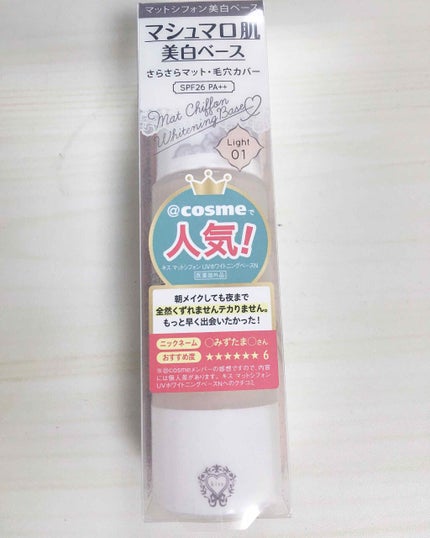 マットシフォン美白ベース
マシュマロ肌
美白ベース
さらさらマット・毛穴カバー
SPF26 PA++
Mat Chiffon
Whitening Base
Light
01
@cosmeで
人気!
キス マットシフォン UVホワイトニングベースN
医薬部外品
朝メイクしても夜まで
全然くずれませんテカりません。
もっと早く出会いたかった!
ニックネーム ○みずたま○さん
おすすめ度 ★★★★★★ 6
※@cosmeメンバーの感想ですので、内容
には個人差があります。キス マットシフォン
UVホワイトニングベースNへのクチコミ
Kiss